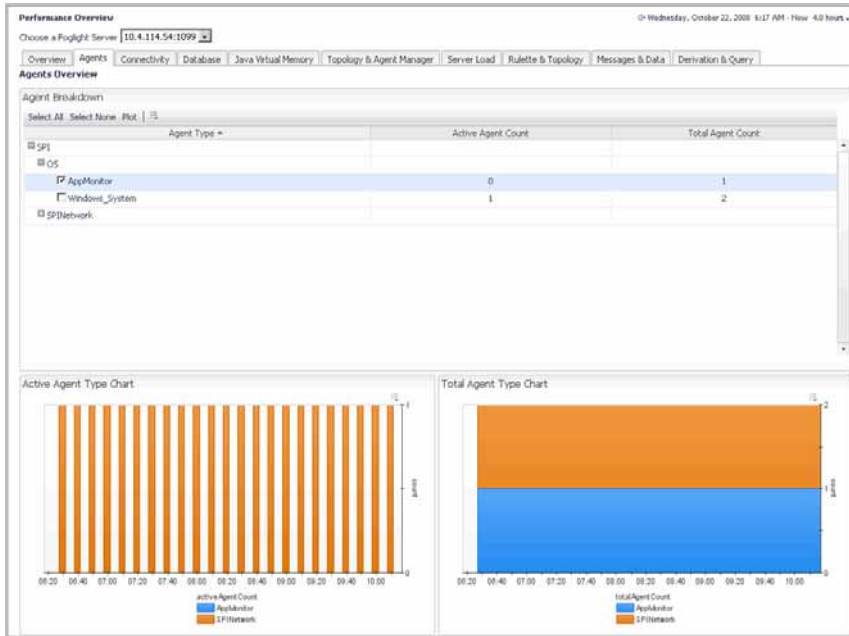 Performance Overview
Wednesday, October 22, 2008 6:17 AM - Now 4.0 hours
Choose a Foglight Server 10.4.114.54:1099
Overview Agents Connectivity Database Java Virtual Memory Topology & Agent Manager Server Load Rulette & Topology Messages & Data Derivation & Query
Agents Overview
Agent Breakdown
Select All Select None Plot
Agent Type Active Agent Count Total Agent Count
SPI
OS
AppMonitor 0 1
Windows_System 1 2
SPINetwork
Active Agent Type Chart
1
0
count
06:20 06:40 07:00 07:20 07:40 08:00 08:20 08:40 09:00 09:20 09:40 10:00
activeAgentCount
AppMonitor
SPINetwork
Total Agent Type Chart
2
1
0
count
06:20 06:40 07:00 07:20 07:40 08:00 08:20 08:40 09:00 09:20 09:40 10:00
totalAgentCount
AppMonitor
SPINetwork